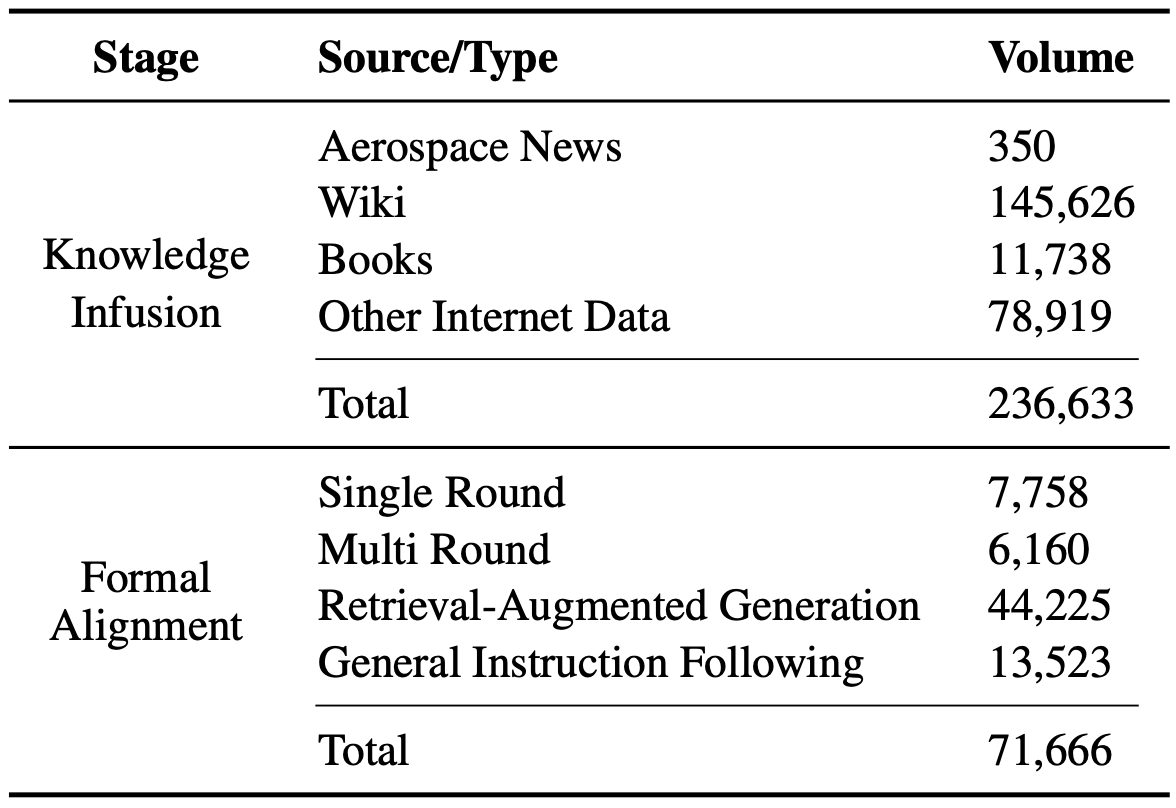 Stage Source/Type Volume
Aerospace News 350
Wiki 145,626
Knowledge
Infusion
Books 11,738
Other Internet Data 78,919
Total 236,633
Single Round 7,758
Multi Round 6,160
Formal
Alignment
Retrieval-Augmented Generation 44,225
General Instruction Following 13,523
Total 71,666